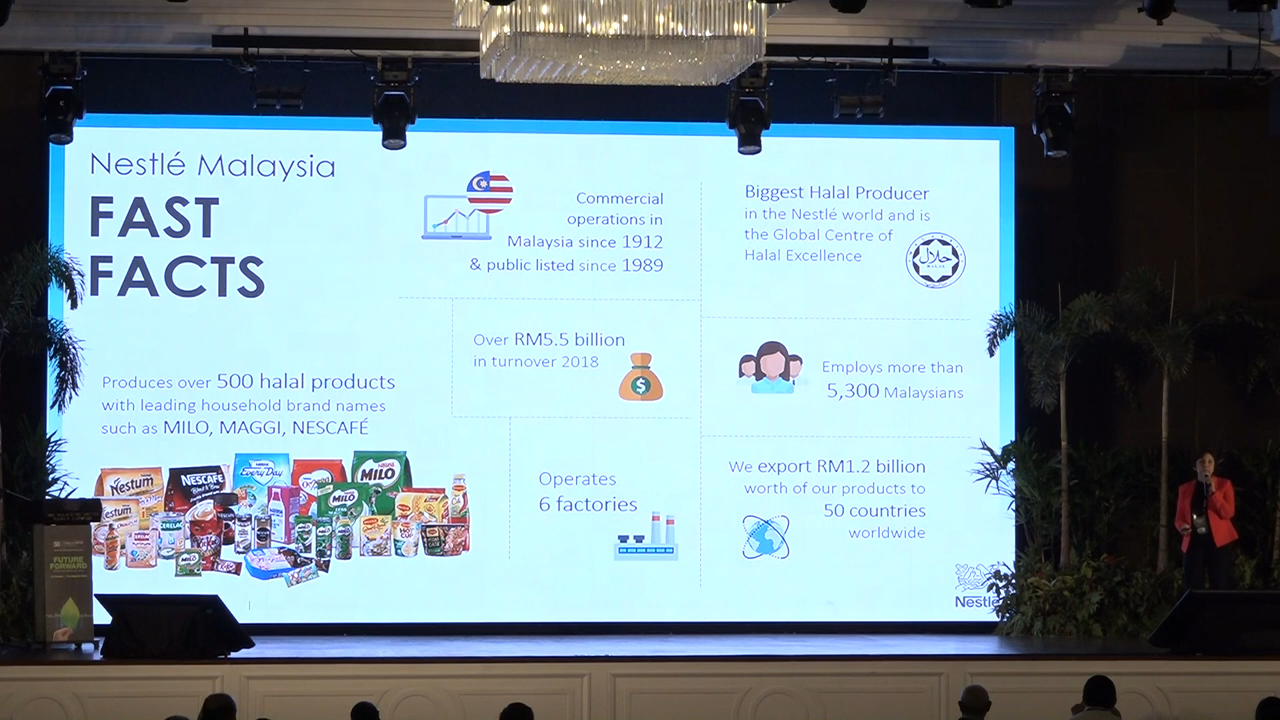 Nestlé Malaysia
FAST
FACTS
Produces over 500 halal products
with leading household brand names
such as MILO, MAGGI, NESCAFÉ
Commercial
operations in
Malaysia since 1912
& public listed since 1989
Over RM5.5 billion
in turnover 2018
$
Operates
6 factories
Biggest Halal Producer
in the Nestlé world and is
the Global Centre of
Halal Excellence
حلال
Employs more than
5,300 Malaysians
We export RM1.2 billion
worth of our products to
50 countries
worldwide
Nestum
NESCAFÉ
EveryDay
MILO
MILO
CERELAC
Nestlé
FUTURE
FORWARD